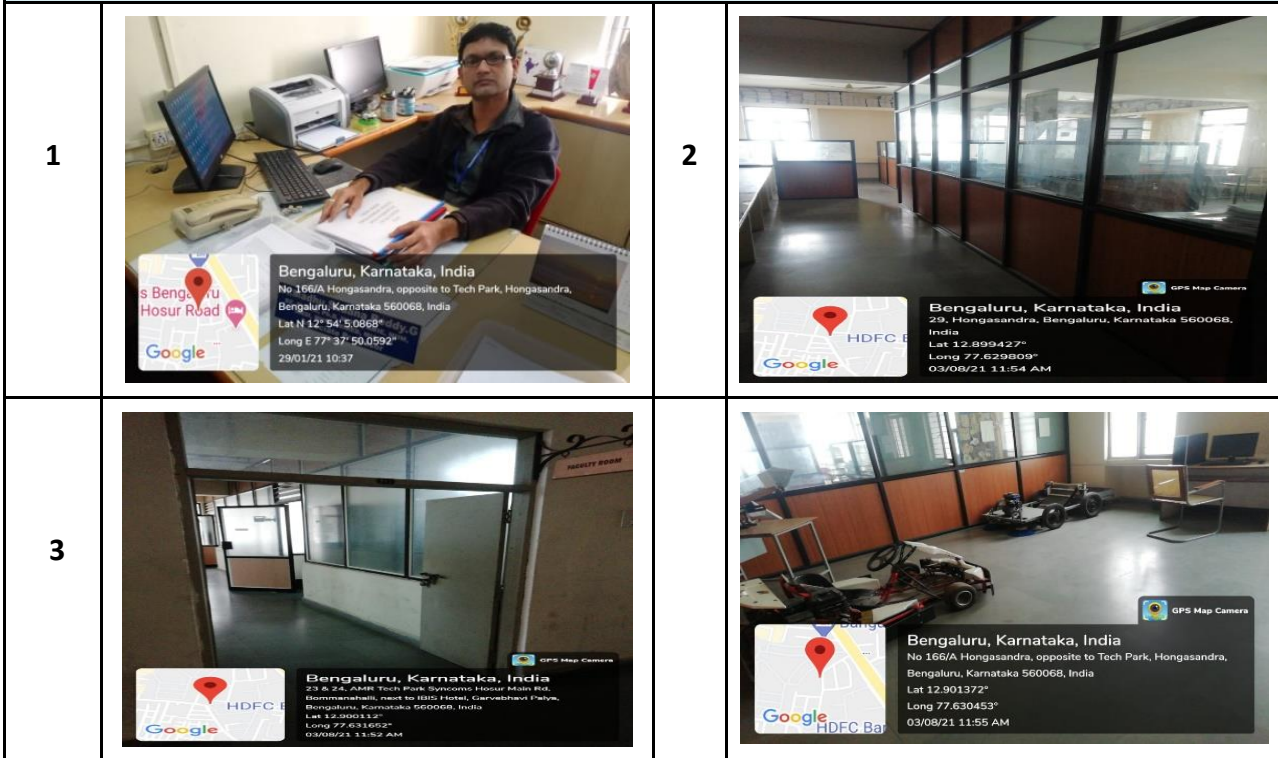 1
s Bengaluru
Hosur Road
Google
Bengaluru, Karnataka, India
No 166/A Hongasandra, opposite to Tech Park, Hongasandra,
Bengaluru, Karnataka 560068, India
Lat N 12° 54' 5.0868"
Long E 77° 37' 50.0592"
29/01/21 10:37
ddy.G
2
GPS Map Camera
HDFC B
Google
Bengaluru, Karnataka, India
29, Hongasandra, Bengaluru, Karnataka 560068,
India
Lat 12.899427°
Long 77.629809°
03/08/21 11:54 AM
3
FACULTY ROOM
GPS Map Camera
HDFC B
Google
Bengaluru, Karnataka, India
23 & 24, AMR Tech Park Syncoms Hosur Main Rd,
Bommanahalli, next to IBIS Hotel, Garvebhavi Palya,
Bengaluru, Karnataka 560068, India
Lat 12.900112°
Long 77.631652°
03/08/21 11:52 AM
GPS Map Camera
Google
HDFC Ban
Bengaluru, Karnataka, India
No 166/A Hongasandra, opposite to Tech Park, Hongasandra,
Bengaluru, Karnataka 560068, India
Lat 12.901372°
Long 77.630453°
03/08/21 11:55 AM